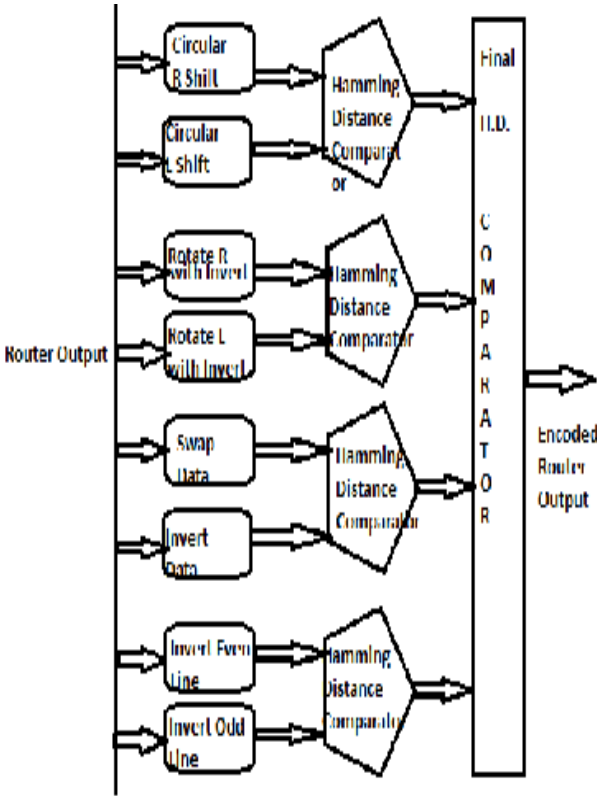 Circular
R Shift
Circular
L Shift
Hamming
Distance
Comparat
or
Rotate R
with Invert
Rotate L
with Invert
Hamming
Distance
Comparator
Router Output
Swap
Data
Invert
Data
Hamming
Distance
Comparator
Invert Even
Line
Invert Odd
Line
Hamming
Distance
Comparator
Final
H.D.
C
O
M
P
A
R
A
T
O
R
Encoded
Router
Output